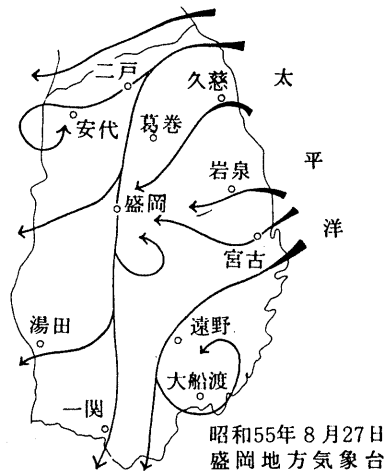 二戸
久慈
太
平
洋
安代
葛巻
岩泉
盛岡
宮古
湯田
遠野
大船渡
一関
昭和55年8月27日
盛岡地方気象台